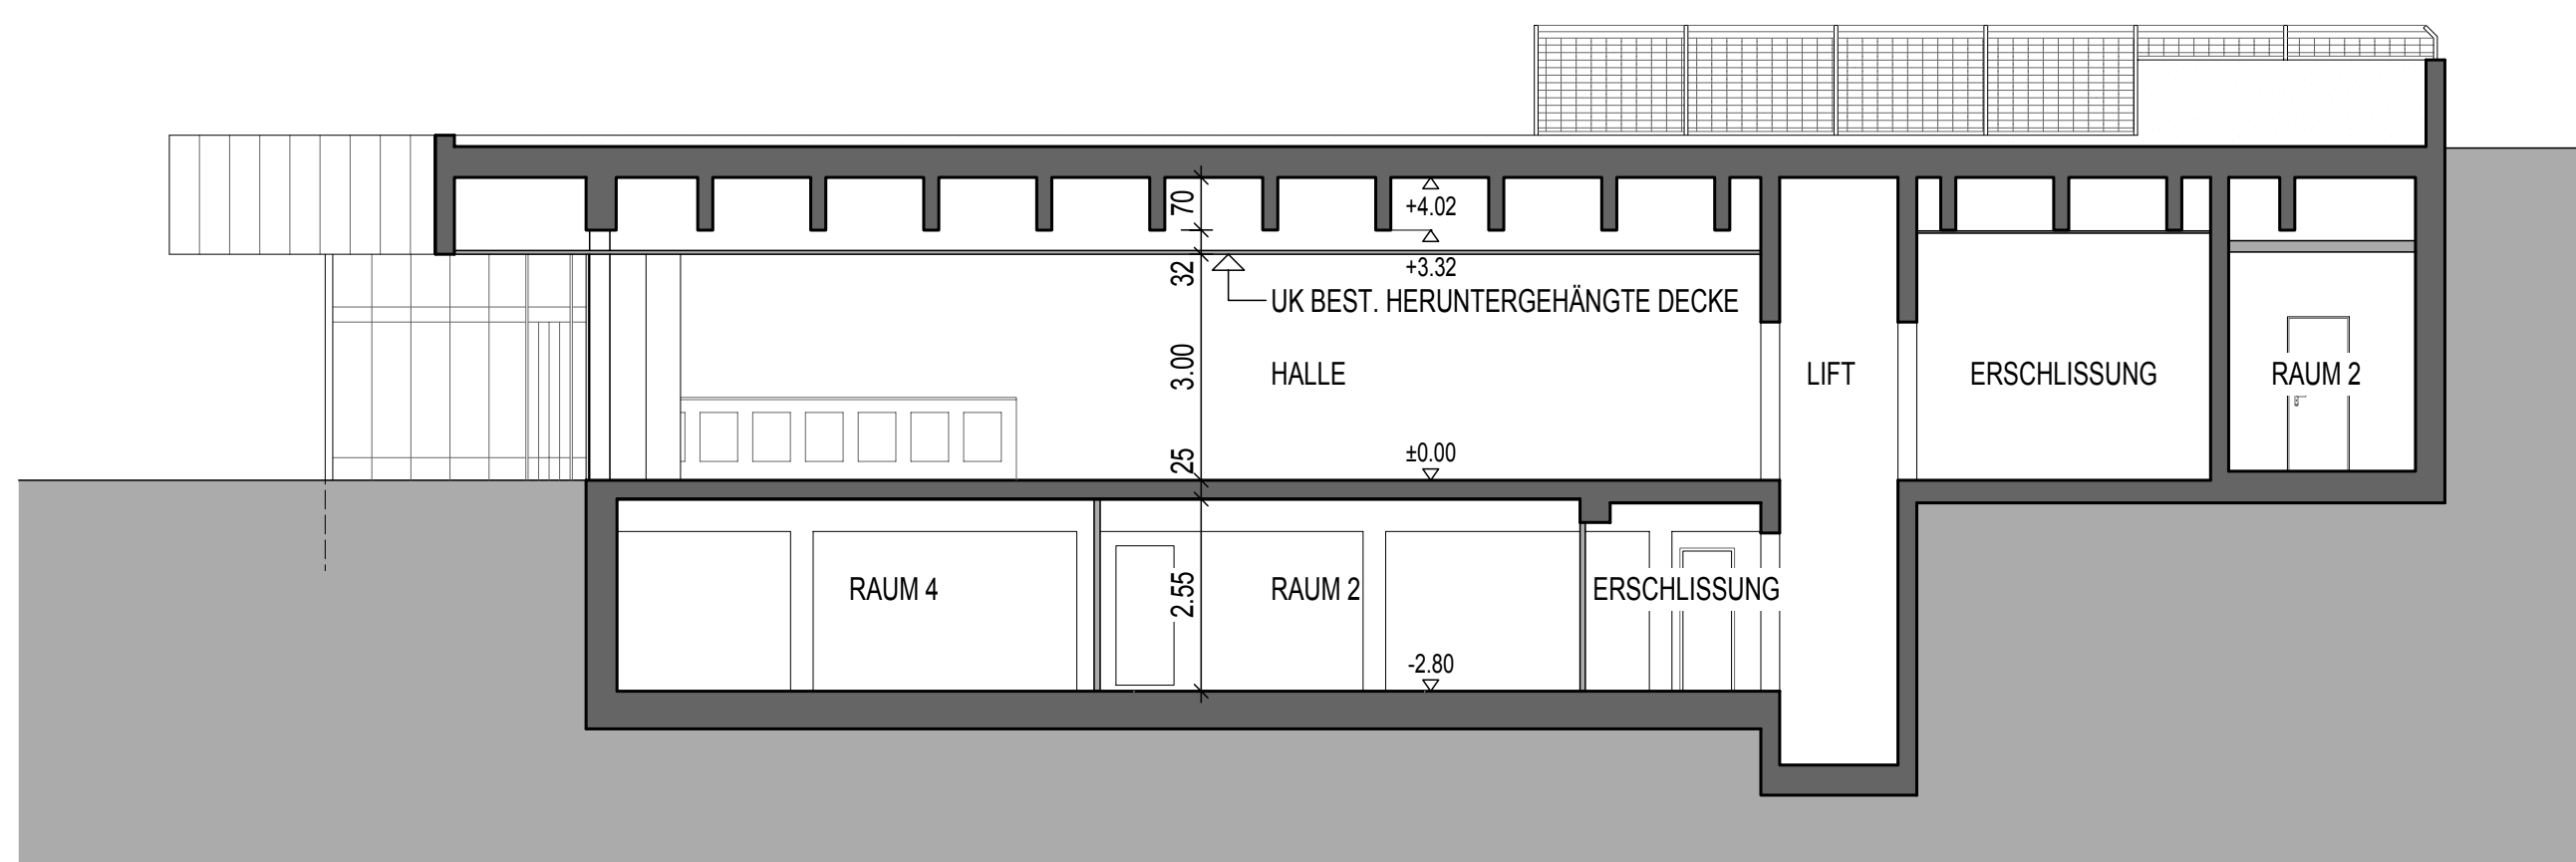 70
+4.02
+3.32
32
UK BEST. HERUNTERGEHÄNGTE DECKE
3.00
HALLE
LIFT
ERSCHLISSUNG
RAUM 2
25
±0.00
RAUM 4
2.55
RAUM 2
ERSCHLISSUNG
-2.80